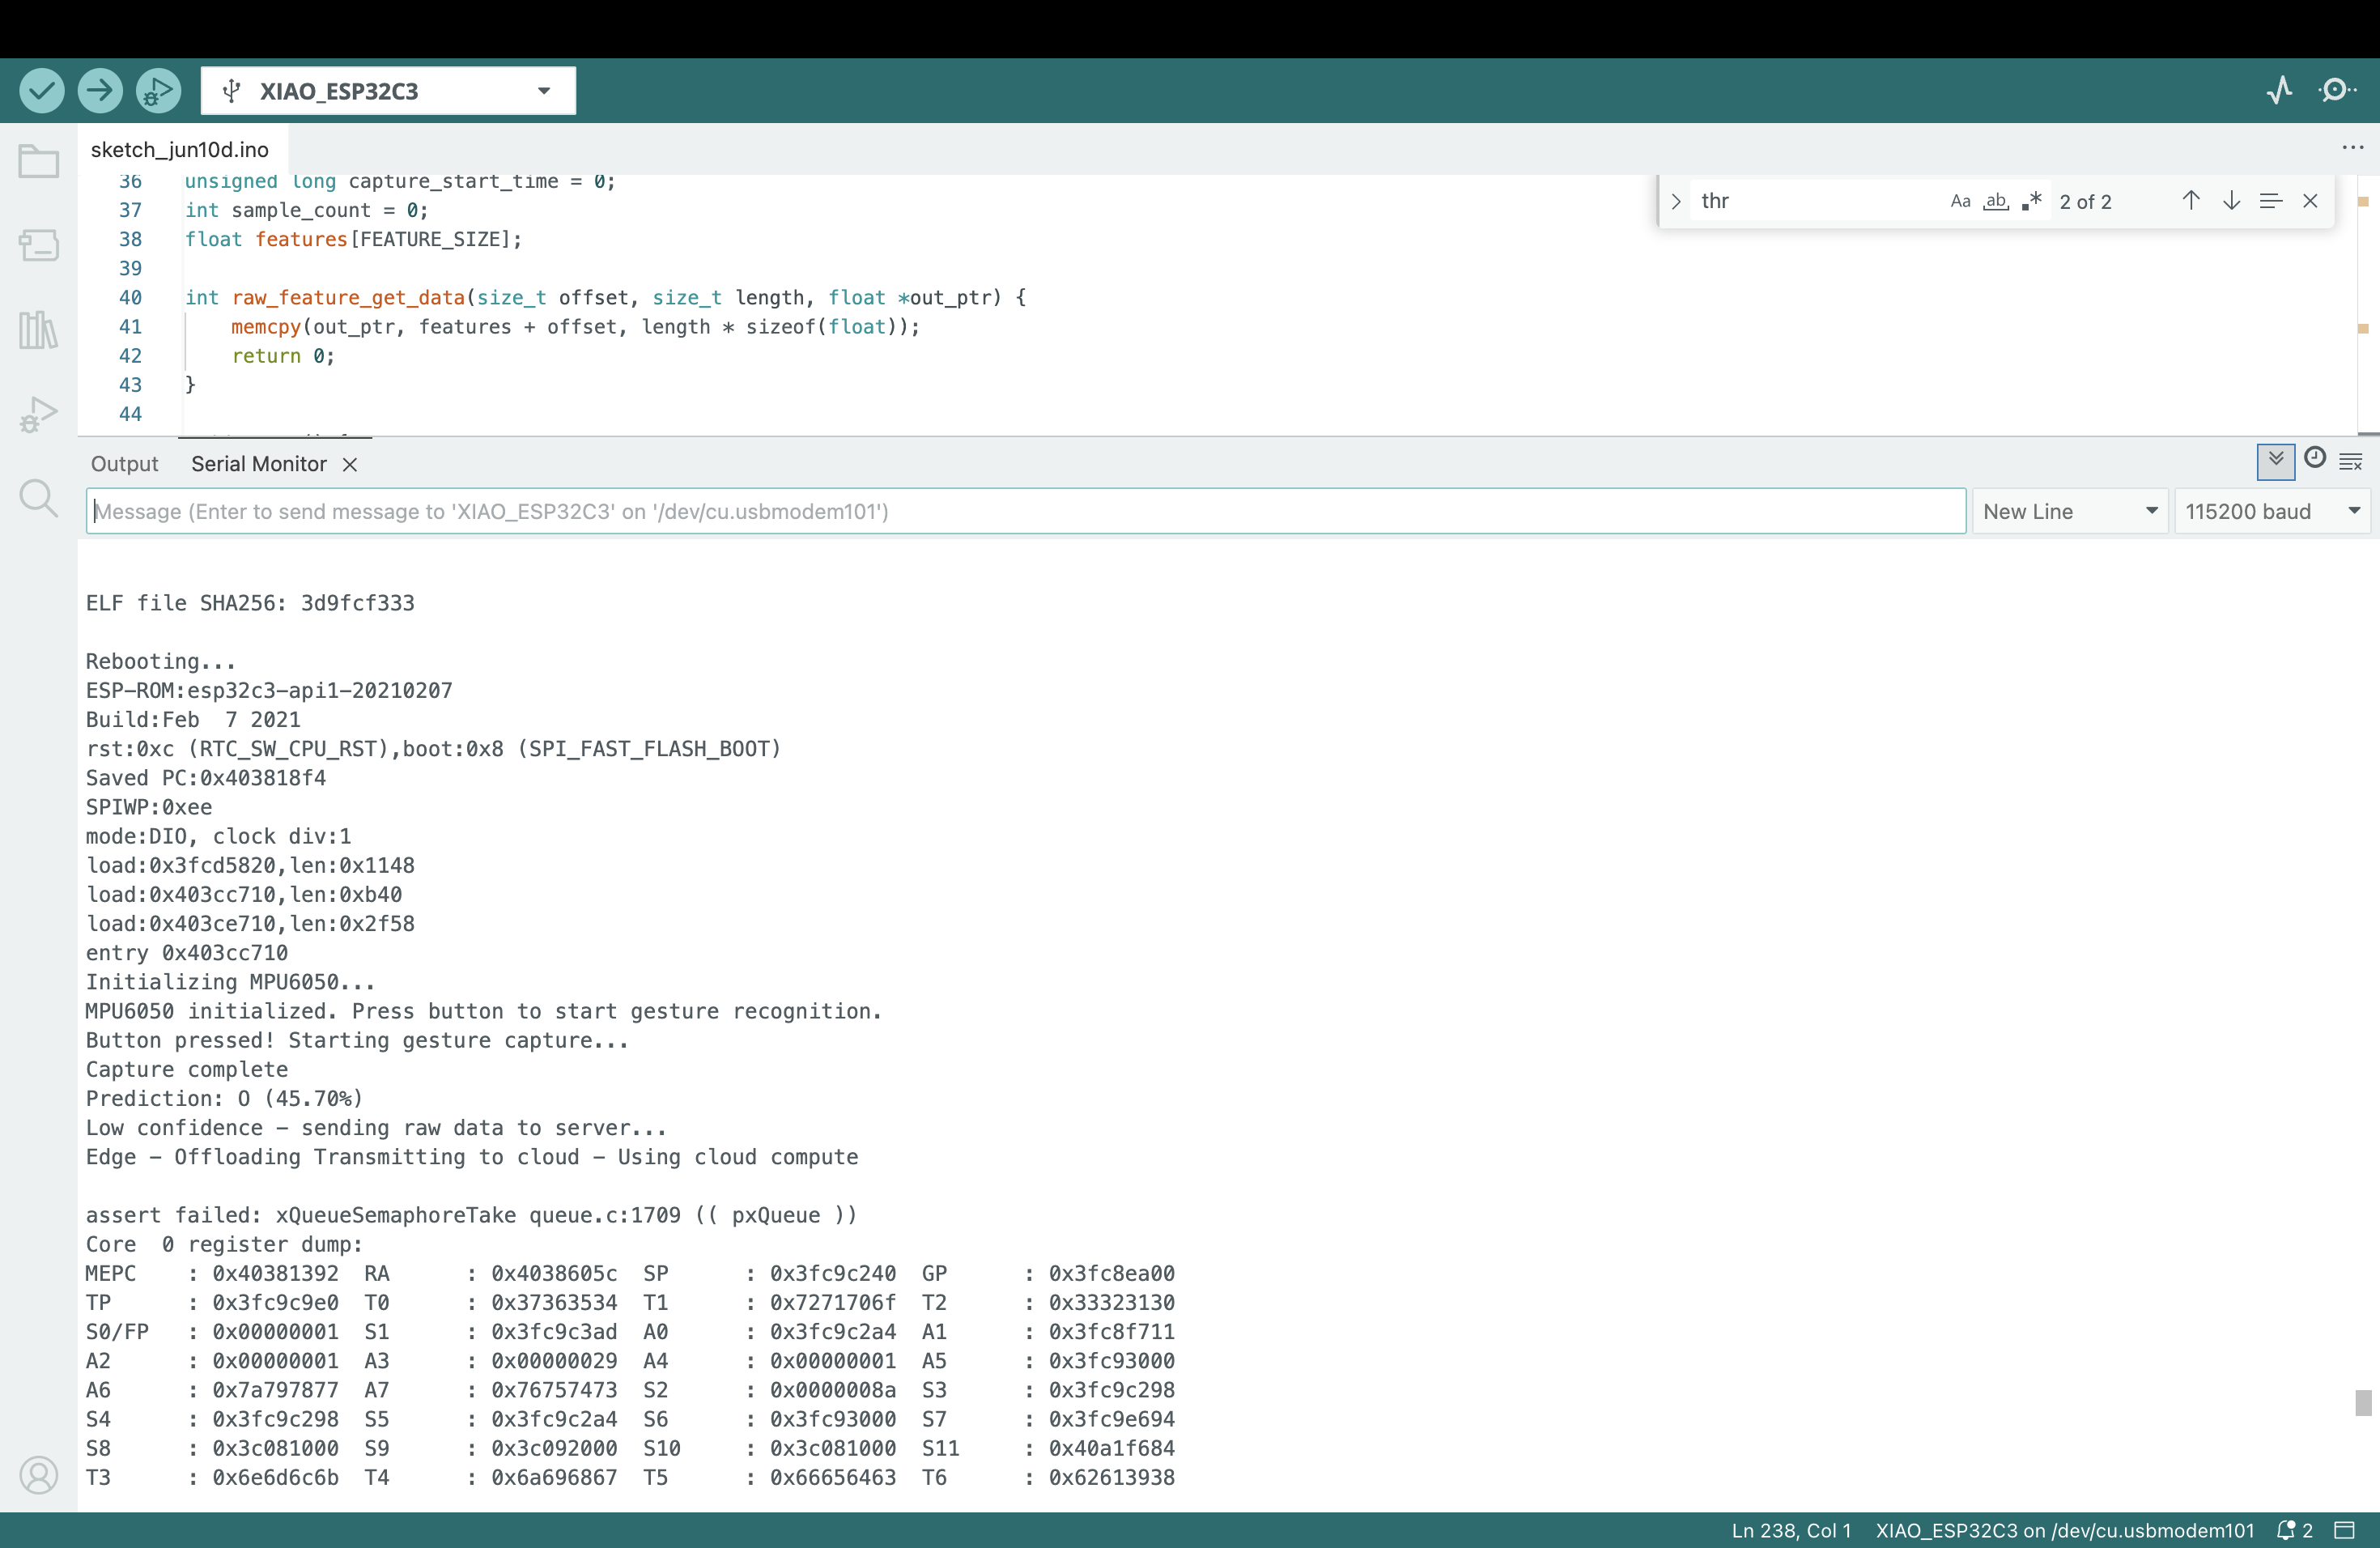 XIAO_ESP32C3
sketch_jun10d.ino
36 unsigned long capture_start_time = 0;
37 int sample_count = 0;
38 float features[FEATURE_SIZE];
39
40 int raw_feature_get_data(size_t offset, size_t length, float *out_ptr) {
41 memcpy(out_ptr, features + offset, length * sizeof(float));
42 return 0;
43 }
44
thr Aa ab 2 of 2
Output Serial Monitor
Message (Enter to send message to 'XIAO_ESP32C3' on '/dev/cu.usbmodem101') New Line 115200 baud
ELF file SHA256: 3d9fcf333
Rebooting...
ESP-ROM:esp32c3-api1-20210207
Build:Feb  7 2021
rst:0xc (RTC_SW_CPU_RST),boot:0x8 (SPI_FAST_FLASH_BOOT)
Saved PC:0x403818f4
SPIWP:0xee
mode:DIO, clock div:1
load:0x3fcd5820,len:0x1148
load:0x403cc710,len:0xb40
load:0x403ce710,len:0x2f58
entry 0x403cc710
Initializing MPU6050...
MPU6050 initialized. Press button to start gesture recognition.
Button pressed! Starting gesture capture...
Capture complete
Prediction: O (45.70%)
Low confidence – sending raw data to server...
Edge – Offloading Transmitting to cloud – Using cloud compute
assert failed: xQueueSemaphoreTake queue.c:1709 (( pxQueue ))
Core  0 register dump:
MEPC    : 0x40381392  RA      : 0x4038605c  SP      : 0x3fc9c240  GP      : 0x3fc8ea00
TP      : 0x3fc9c9e0  T0      : 0x37363534  T1      : 0x7271706f  T2      : 0x33323130
S0/FP   : 0x00000001  S1      : 0x3fc9c3ad  A0      : 0x3fc9c2a4  A1      : 0x3fc8f711
A2      : 0x00000001  A3      : 0x00000029  A4      : 0x00000001  A5      : 0x3fc93000
A6      : 0x7a797877  A7      : 0x76757473  S2      : 0x0000008a  S3      : 0x3fc9c298
S4      : 0x3fc9c298  S5      : 0x3fc9c2a4  S6      : 0x3fc93000  S7      : 0x3fc9e694
S8      : 0x3c081000  S9      : 0x3c092000  S10     : 0x3c081000  S11     : 0x40a1f684
T3      : 0x6e6d6c6b  T4      : 0x6a696867  T5      : 0x66656463  T6      : 0x62613938
Ln 238, Col 1 XIAO_ESP32C3 on /dev/cu.usbmodem101 2